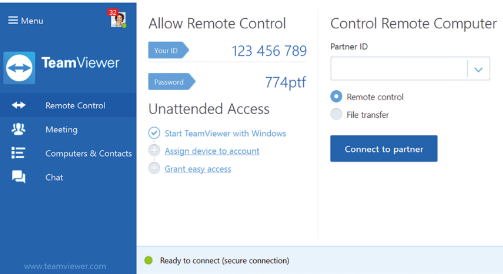 Menu
32
TeamViewer
Remote Control
Meeting
Computers & Contacts
Chat
www.teamviewer.com
Allow Remote Control
Your ID 123 456 789
Password 774ptf
Unattended Access
Start TeamViewer with Windows
Assign device to account
Grant easy access
Control Remote Computer
Partner ID
Remote control
File transfer
Connect to partner
Ready to connect (secure connection)